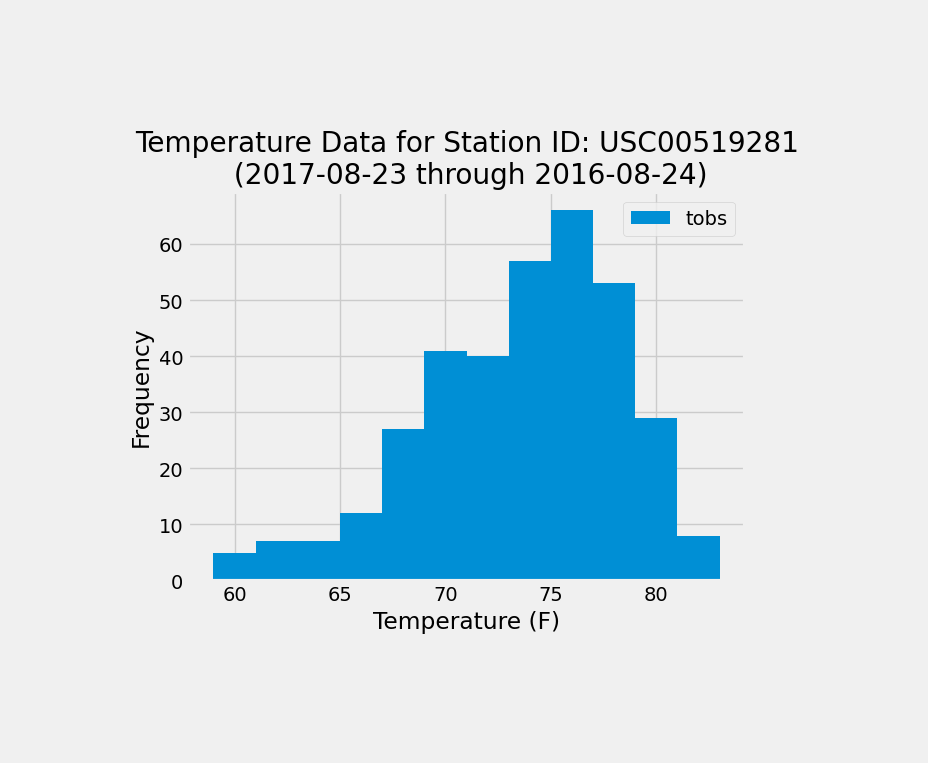 Temperature Data for Station ID: USC00519281
(2017-08-23 through 2016-08-24)
tobs
60
50
40
30
20
10
0
Frequency
60 65 70 75 80
Temperature (F)